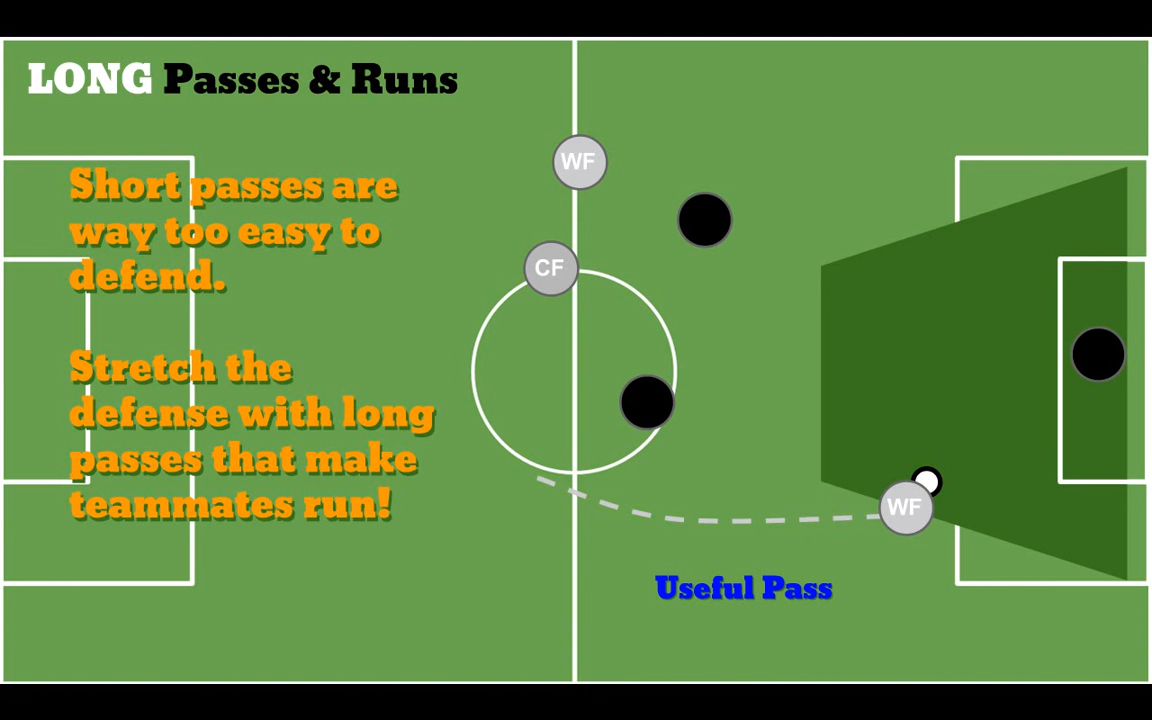 LONG Passes & Runs
WF
Short passes are
way too easy to
defend.
CF
Stretch the
defense with long
passes that make
teammates run!
WF
Useful Pass